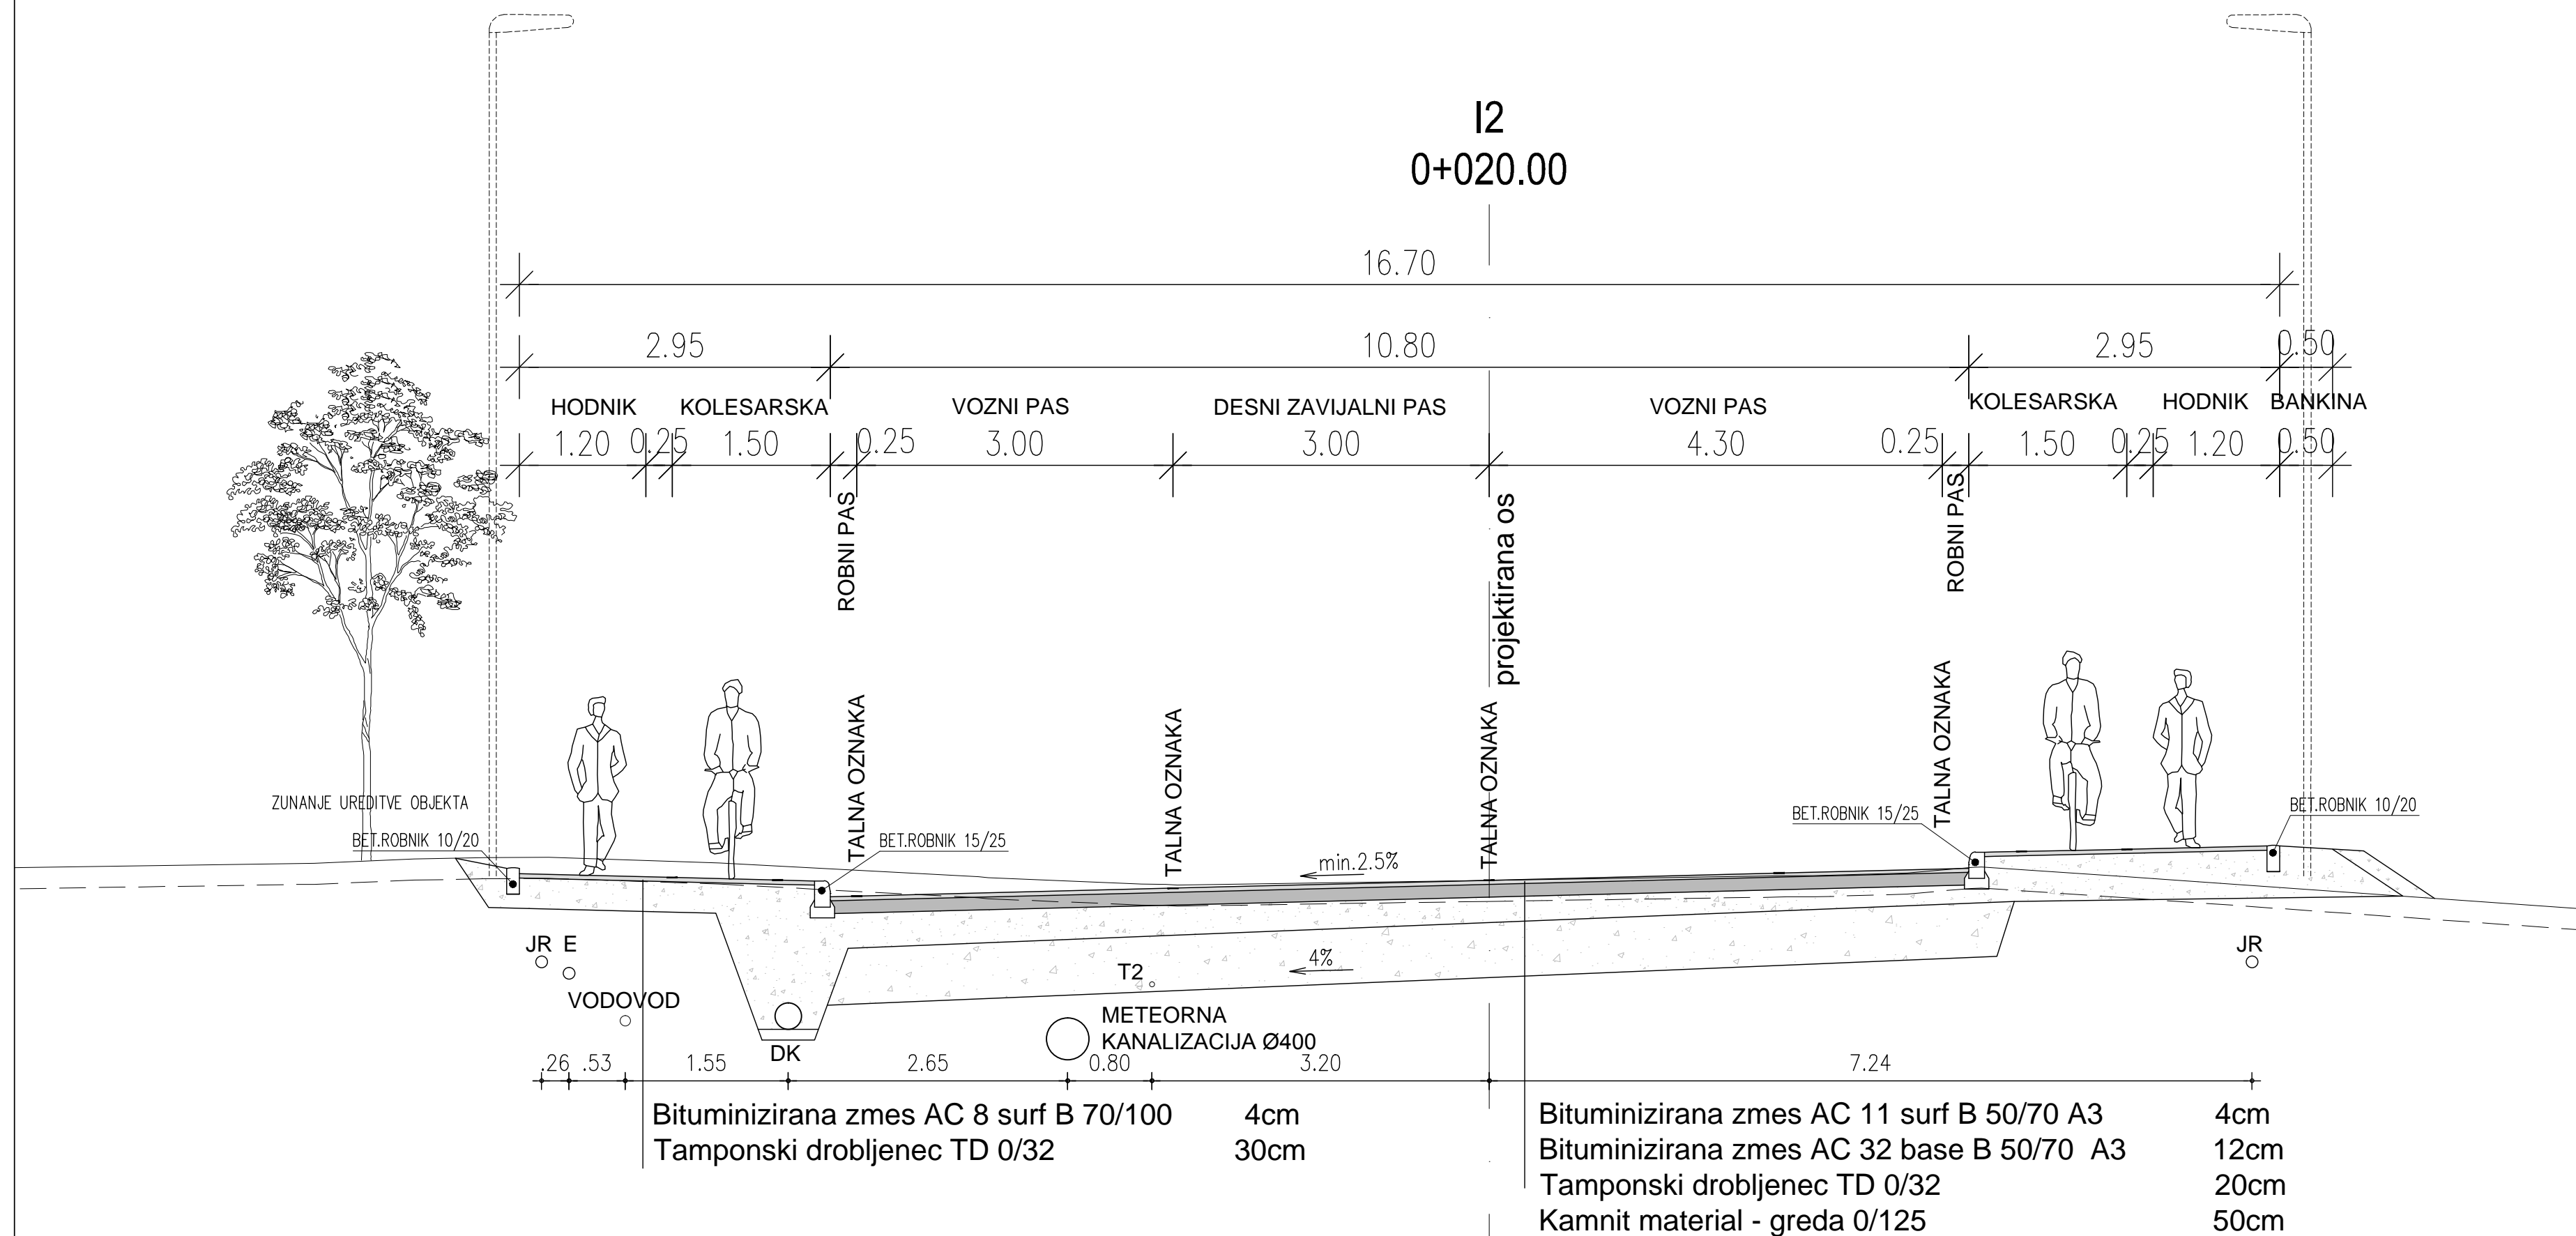 I2
0+020.00
16.70
2.95 10.80 2.95 0.50
HODNIK KOLESARSKA VOZNI PAS DESNI ZAVIJALNI PAS VOZNI PAS KOLESARSKA HODNIK BANKINA
1.20 0.25 1.50 0.25 3.00 3.00 4.30 0.25 1.50 0.25 1.20 0.50
ROBNI PAS
projektirana os
ROBNI PAS
TALNA OZNAKA
TALNA OZNAKA
TALNA OZNAKA
TALNA OZNAKA
ZUNANJE UREDITVE OBJEKTA
BET.ROBNIK 10/20
BET.ROBNIK 15/25
BET.ROBNIK 15/25
BET.ROBNIK 10/20
min.2.5%
4%
JR E
JR
T2
VODOVOD
METEORNA
KANALIZACIJA Ø400
DK
.26 .53 1.55 2.65 0.80 3.20 7.24
Bituminizirana zmes AC 8 surf B 70/100 4cm
Tamponski drobljenec TD 0/32 30cm
Bituminizirana zmes AC 11 surf B 50/70 A3 4cm
Bituminizirana zmes AC 32 base B 50/70 A3 12cm
Tamponski drobljenec TD 0/32 20cm
Kamnit material - greda 0/125 50cm